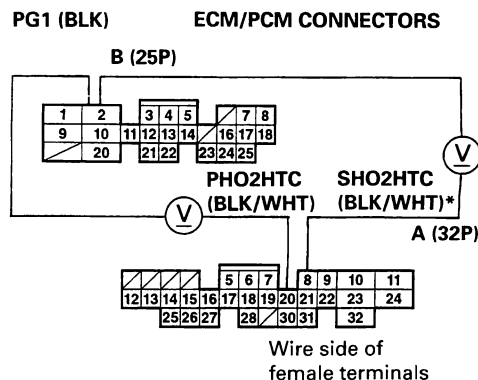 PG1 (BLK) ECM/PCM CONNECTORS
B (25P)
1 2 3 4 5 7 8
9 10 11 12 13 14 16 17 18
20 21 22 23 24 25
V
PHO2HTC SHO2HTC
(BLK/WHT) (BLK/WHT)*
V
A (32P)
5 6 7 8 9 10 11
12 13 14 15 16 17 18 19 20 21 22 23 24
25 26 27 28 30 31 32
Wire side of
female terminals